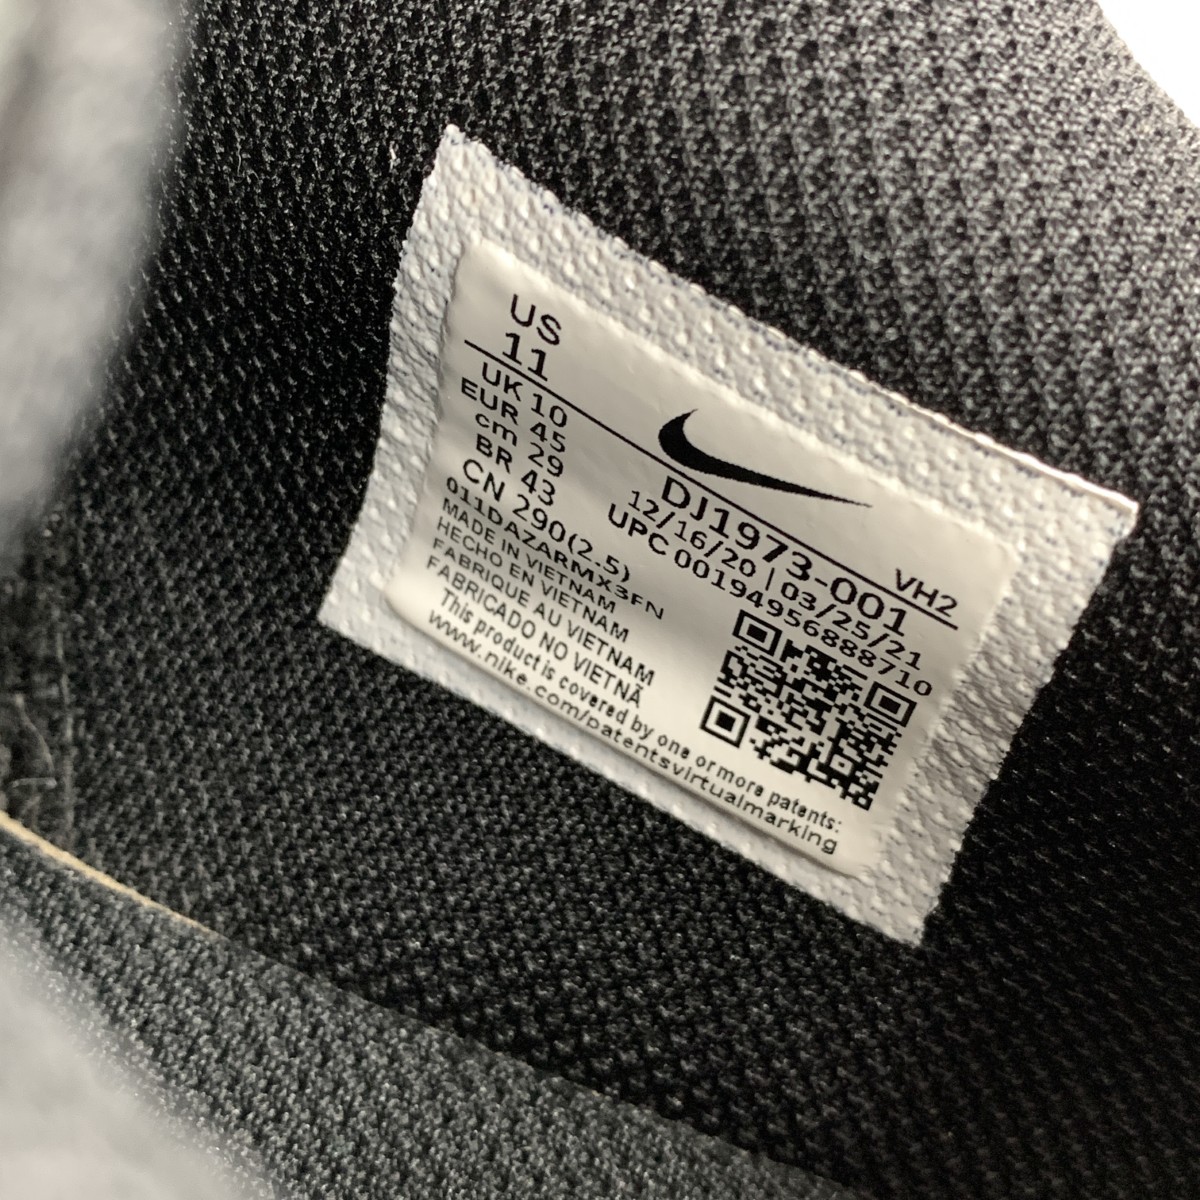 US
11
UK 10
EUR 45
cm 29
BR 43
CN 290(2.5)
VH2
DJ1973-001
12/16/20 | 03/25/21
UPC 00194956888710
011DAZARMX3FN
MADE IN VIETNAM
HECHO EN VIETNAM
FABRIQUE AU VIETNAM
FABRICADO NO VIETNÃ
This product is covered by one or more patents:
www.nike.com/patentsvirtualmarking